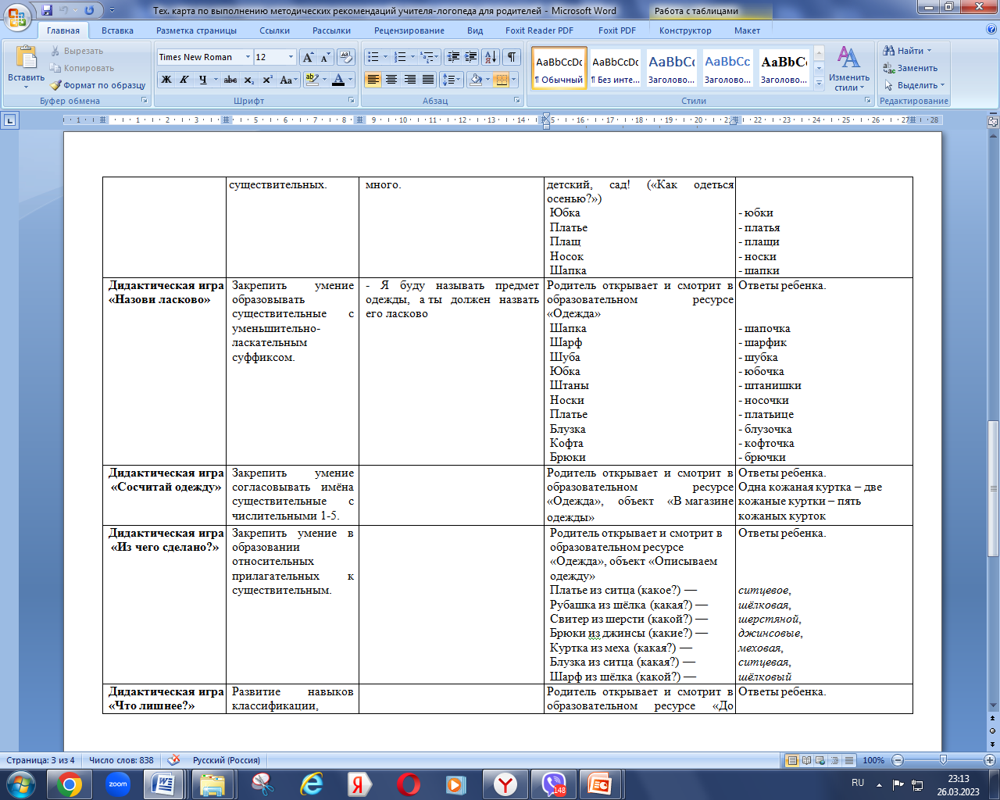 Тех. карта по выполнению методических рекомендаций учителя-логопеда для родителей - Microsoft Word
Работа с таблицами
Главная Вставка Разметка страницы Ссылки Рассылки Рецензирование Вид Foxit Reader PDF Foxit PDF Конструктор Макет
Вставить
Вырезать
Копировать
Формат по образцу
Буфер обмена
Times New Roman 12
Ж К Ч abc x₂ x² Aa
Шрифт
Абзац
AaBbCcDc AaBbCcDc AaBbCc AaBbCc AaBbC
¶ Обычный ¶ Без инте... Заголово... Заголово... Заголово...
Изменить стили
Стили
Найти
Заменить
Выделить
Редактирование
существительных.
много.
детский, сад! («Как одеться
осенью?»)
Юбка
Платье
Плащ
Носок
Шапка
- юбки
- платья
- плащи
- носки
- шапки
Дидактическая игра
«Назови ласково»
Закрепить умение
образовывать
существительные с
уменьшительно-
ласкательным
суффиксом.
- Я буду называть предмет
одежды, а ты должен назвать
его ласково
Родитель открывает и смотрит в
образовательном ресурсе
«Одежда»
Шапка
Шарф
Шуба
Юбка
Штаны
Носки
Платье
Блузка
Кофта
Брюки
Ответы ребенка.
- шапочка
- шарфик
- шубка
- юбочка
- штанишки
- носочки
- платьице
- блузочка
- кофточка
- брючки
Дидактическая игра
«Сосчитай одежду»
Закрепить умение
согласовывать имёна
существительные с
числительными 1-5.
Родитель открывает и смотрит в
образовательном ресурсе
«Одежда», объект «В магазине
одежды»
Ответы ребенка.
Одна кожаная куртка – две
кожаные куртки – пять
кожаных курток
Дидактическая игра
«Из чего сделано?»
Закрепить умение в
образовании
относительных
прилагательных к
существительным.
Родитель открывает и смотрит в
образовательном ресурсе
«Одежда», объект «Описываем
одежду»
Платье из ситца (какое?) —
Рубашка из шёлка (какая?) —
Свитер из шерсти (какой?) —
Брюки из джинсы (какие?) —
Куртка из меха (какая?) —
Блузка из ситца (какая?) —
Шарф из шёлка (какой?) —
Ответы ребенка.
ситцевое,
шёлковая,
шерстяной,
джинсовые,
меховая,
ситцевая,
шёлковый
Дидактическая игра
«Что лишнее?»
Развитие навыков
классификации,
Родитель открывает и смотрит в
образовательном ресурсе «До
Ответы ребенка.
Страница: 3 из 4 Число слов: 838 Русский (Россия) 100%
zoom
148
RU
23:13
26.03.2023